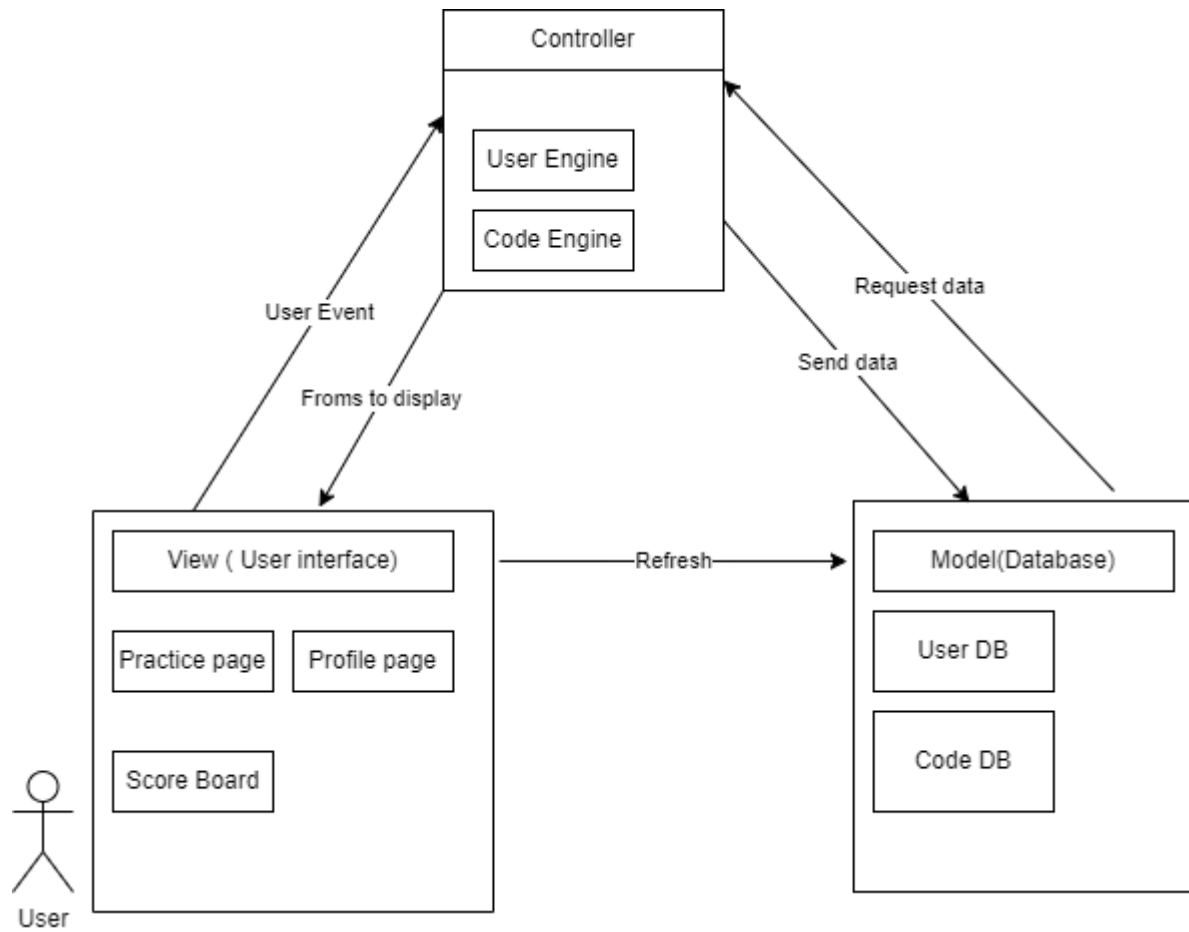 Controller
User Engine
Code Engine
User Event
Request data
Send data
Froms to display
View ( User interface)
Refresh
Model(Database)
Practice page
Profile page
User DB
Score Board
Code DB
User